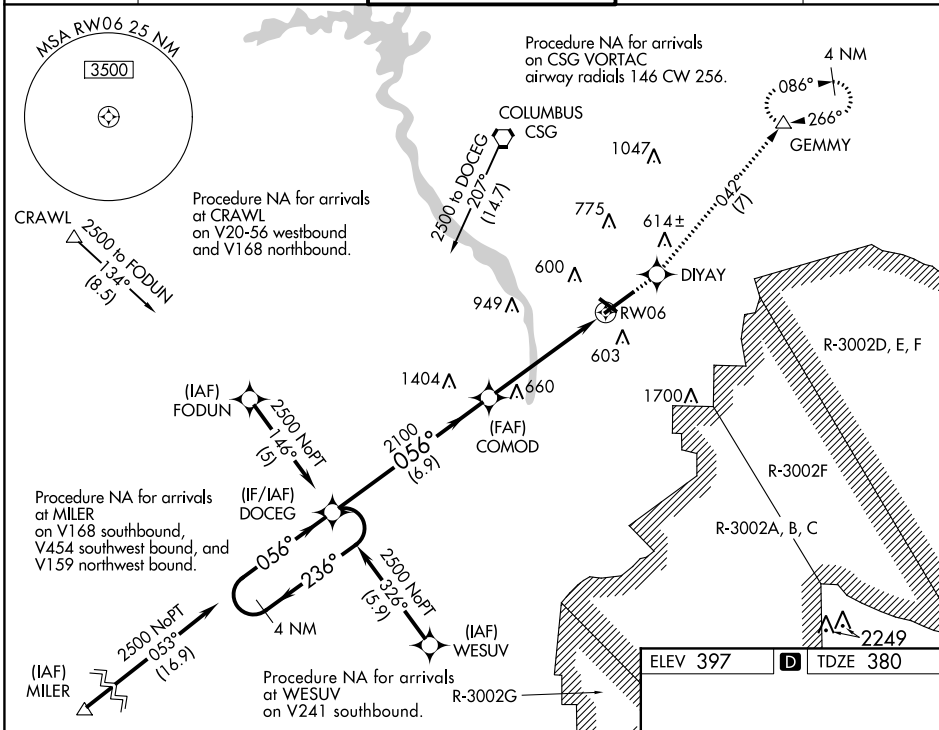 MSA RW06 25 NM
3500
Procedure NA for arrivals
on CSG VORTAC
airway radials 146 CW 256.
4 NM
086°
266°
GEMMY
COLUMBUS
CSG
2500 to DOCEG
207°
(14.7)
1047
042°
(7)
Procedure NA for arrivals
at CRAWL
on V20-56 westbound
and V168 northbound.
CRAWL
2500 to FODUN
134°
(8.5)
775
614±
600
DIYAY
949
RW06
603
R-3002D, E, F
1404
660
1700
(IAF)
FODUN
2500 NoPT
146°
(5)
(FAF)
COMOD
2100
056°
(6.9)
R-3002F
Procedure NA for arrivals
at MILER
on V168 southbound,
V454 southwest bound, and
V159 northwest bound.
(IF/IAF)
DOCEG
R-3002A, B, C
056°
236°
4 NM
2500 NoPT
326°
(5.9)
2500 NoPT
053°
(16.9)
(IAF)
WESUV
2249
(IAF)
MILER
Procedure NA for arrivals
at WESUV
on V241 southbound.
R-3002G
ELEV 397 D TDZE 380